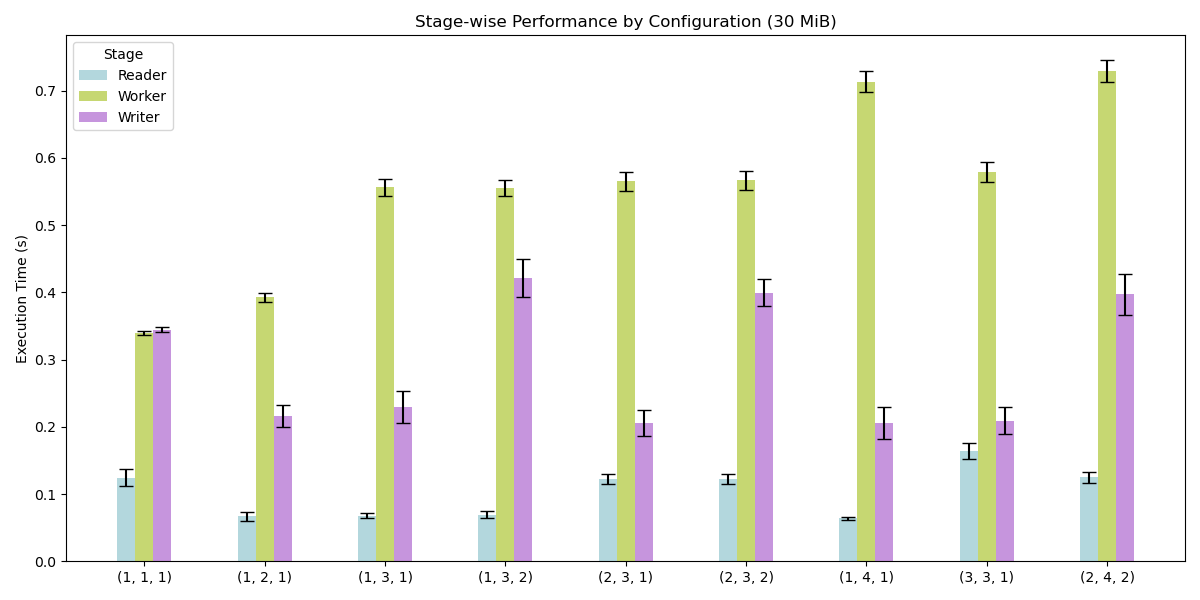 Stage-wise Performance by Configuration (30 MiB)
Stage
Reader
Worker
Writer
Execution Time (s)
0.7
0.6
0.5
0.4
0.3
0.2
0.1
0.0
(1, 1, 1)
(1, 2, 1)
(1, 3, 1)
(1, 3, 2)
(2, 3, 1)
(2, 3, 2)
(1, 4, 1)
(3, 3, 1)
(2, 4, 2)